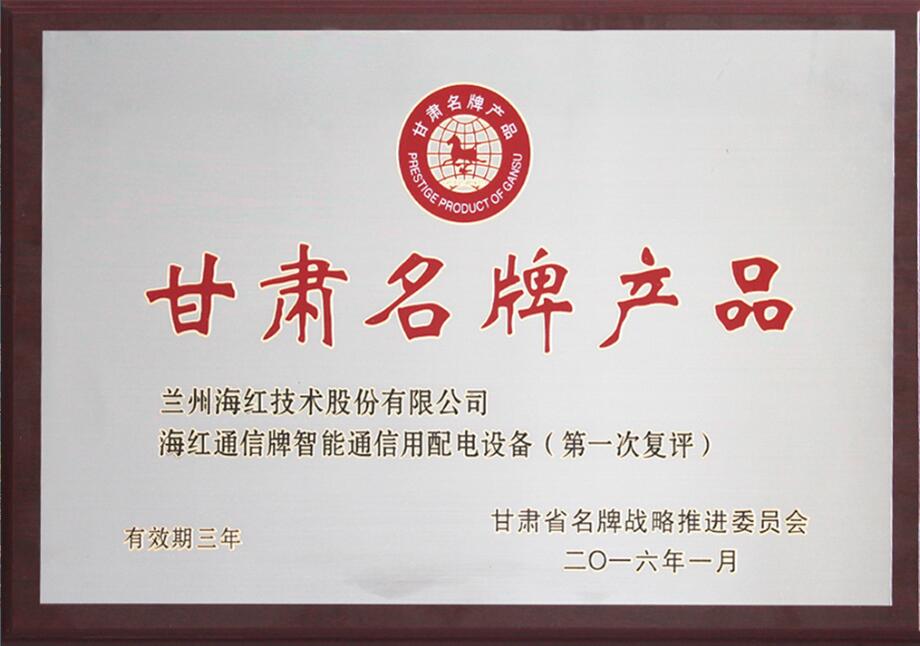 甘肃名牌产品
PRESTIGE PRODUCT OF GANSU
甘肃名牌产品
兰州海红技术股份有限公司
海红通信牌智能通信用配电设备（第一次复评）
甘肃省名牌战略推进委员会
有效期三年
二〇一六年一月